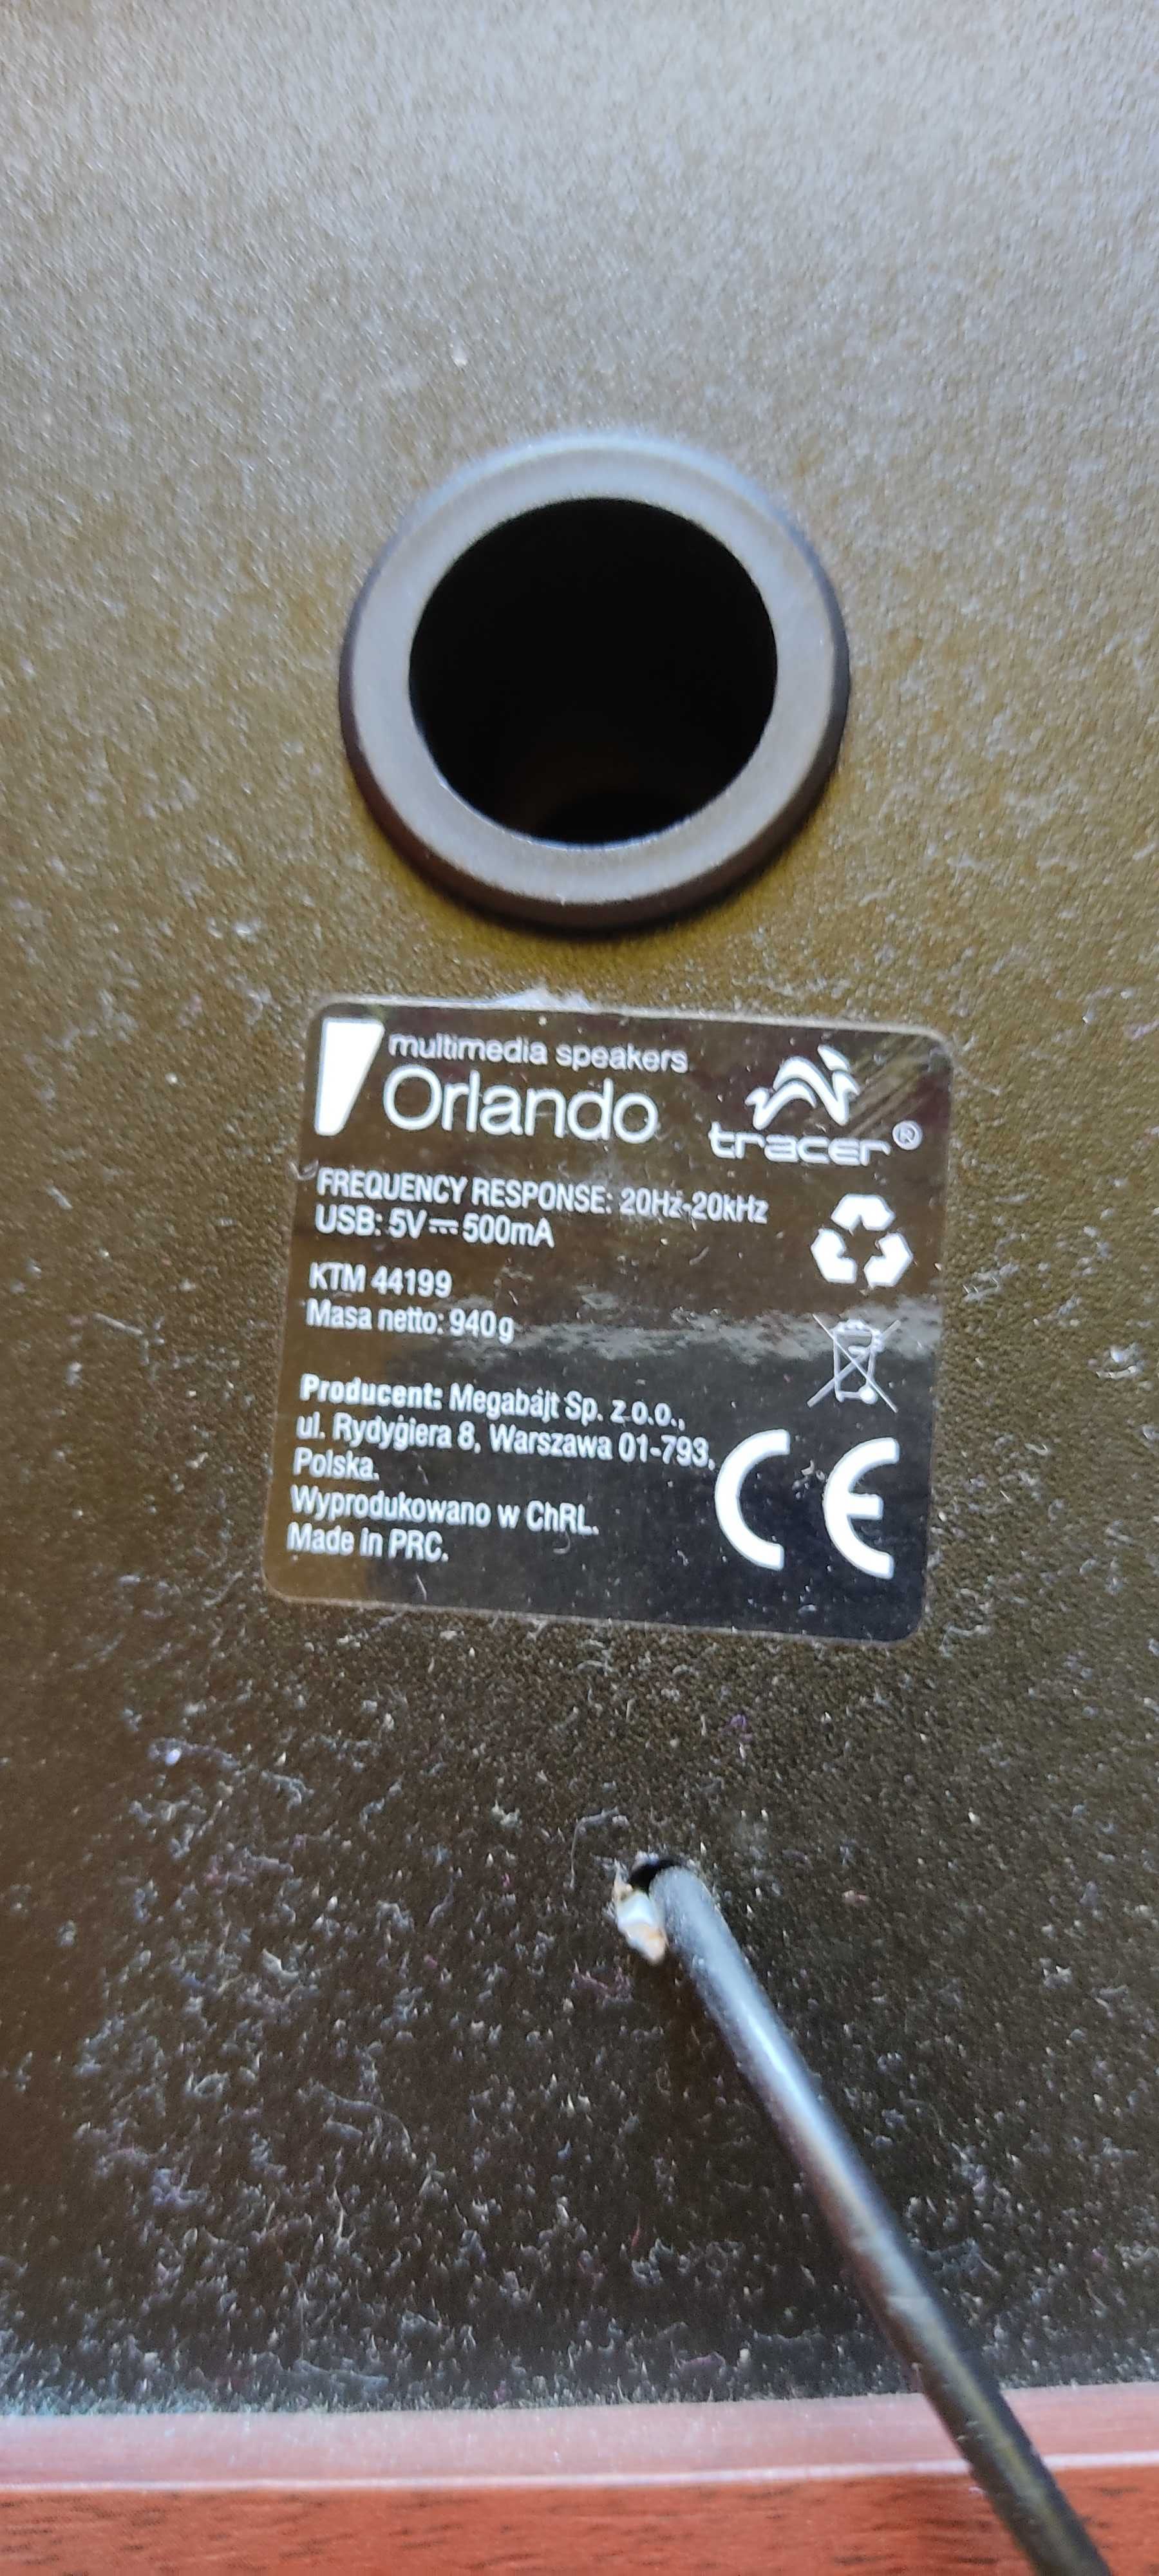 multimedia speakers
Orlando
tracer®
FREQUENCY RESPONSE: 20Hz-20kHz
USB: 5V⎓500mA
KTM 44199
Masa netto: 940g
Producent: Megabajt Sp. z.o.o.,
ul. Rydygiera 8, Warszawa 01-793,
Polska.
Wyprodukowano w ChRL.
Made in PRC.
CE